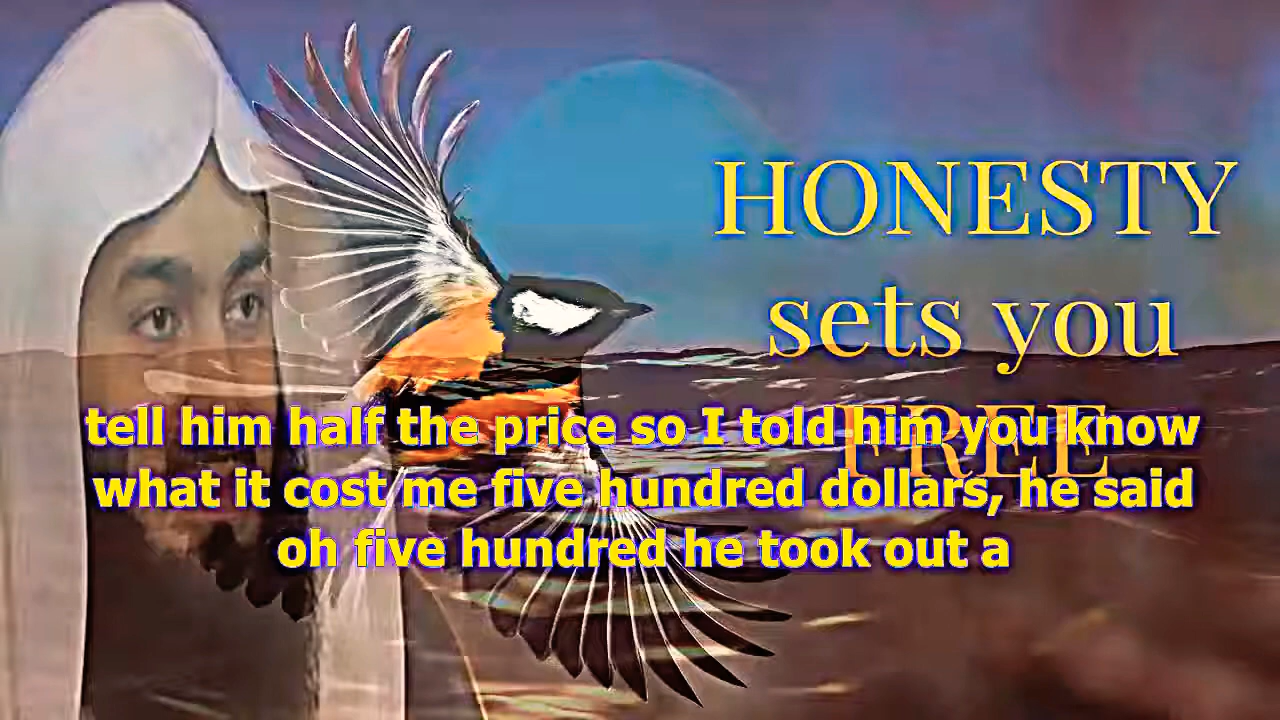 HONESTY
sets you
FREE
tell him half the price so I told him you know
what it cost me five hundred dollars, he said
oh five hundred he took out a